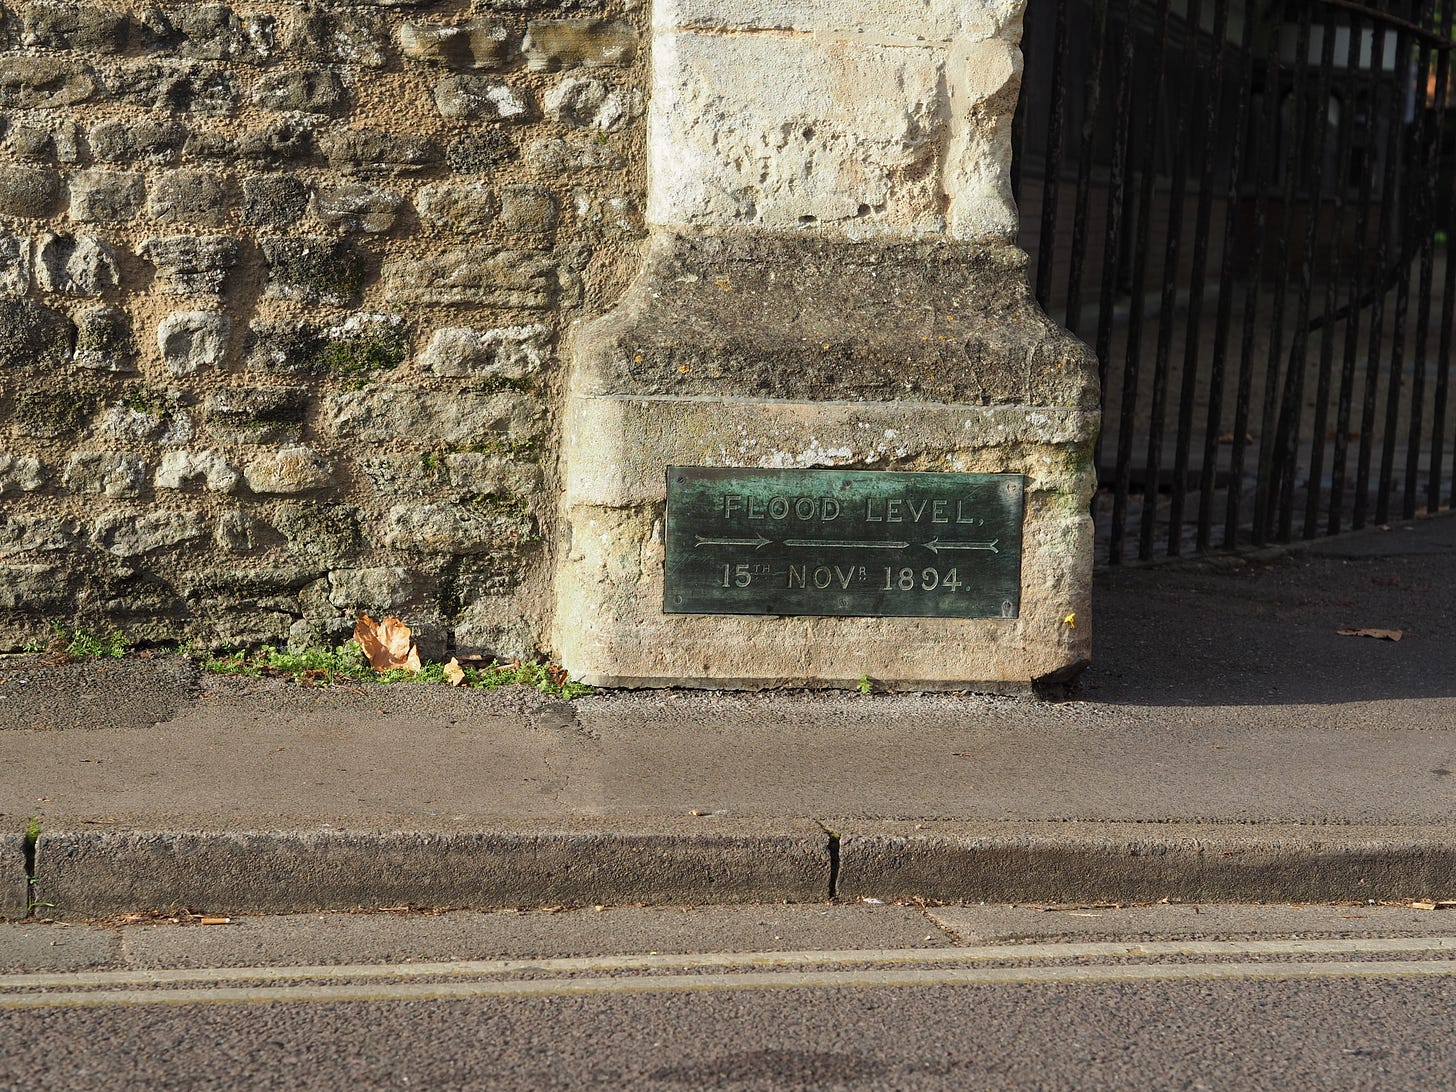 FLOOD LEVEL,
15TH NOVR 1894.